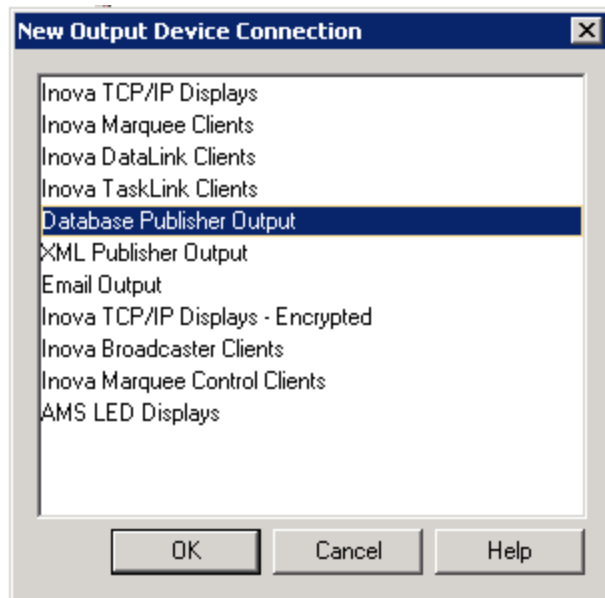 New Output Device Connection
Inova TCP/IP Displays
Inova Marquee Clients
Inova DataLink Clients
Inova TaskLink Clients
Database Publisher Output
XML Publisher Output
Email Output
Inova TCP/IP Displays - Encrypted
Inova Broadcaster Clients
Inova Marquee Control Clients
AMS LED Displays
OK Cancel Help